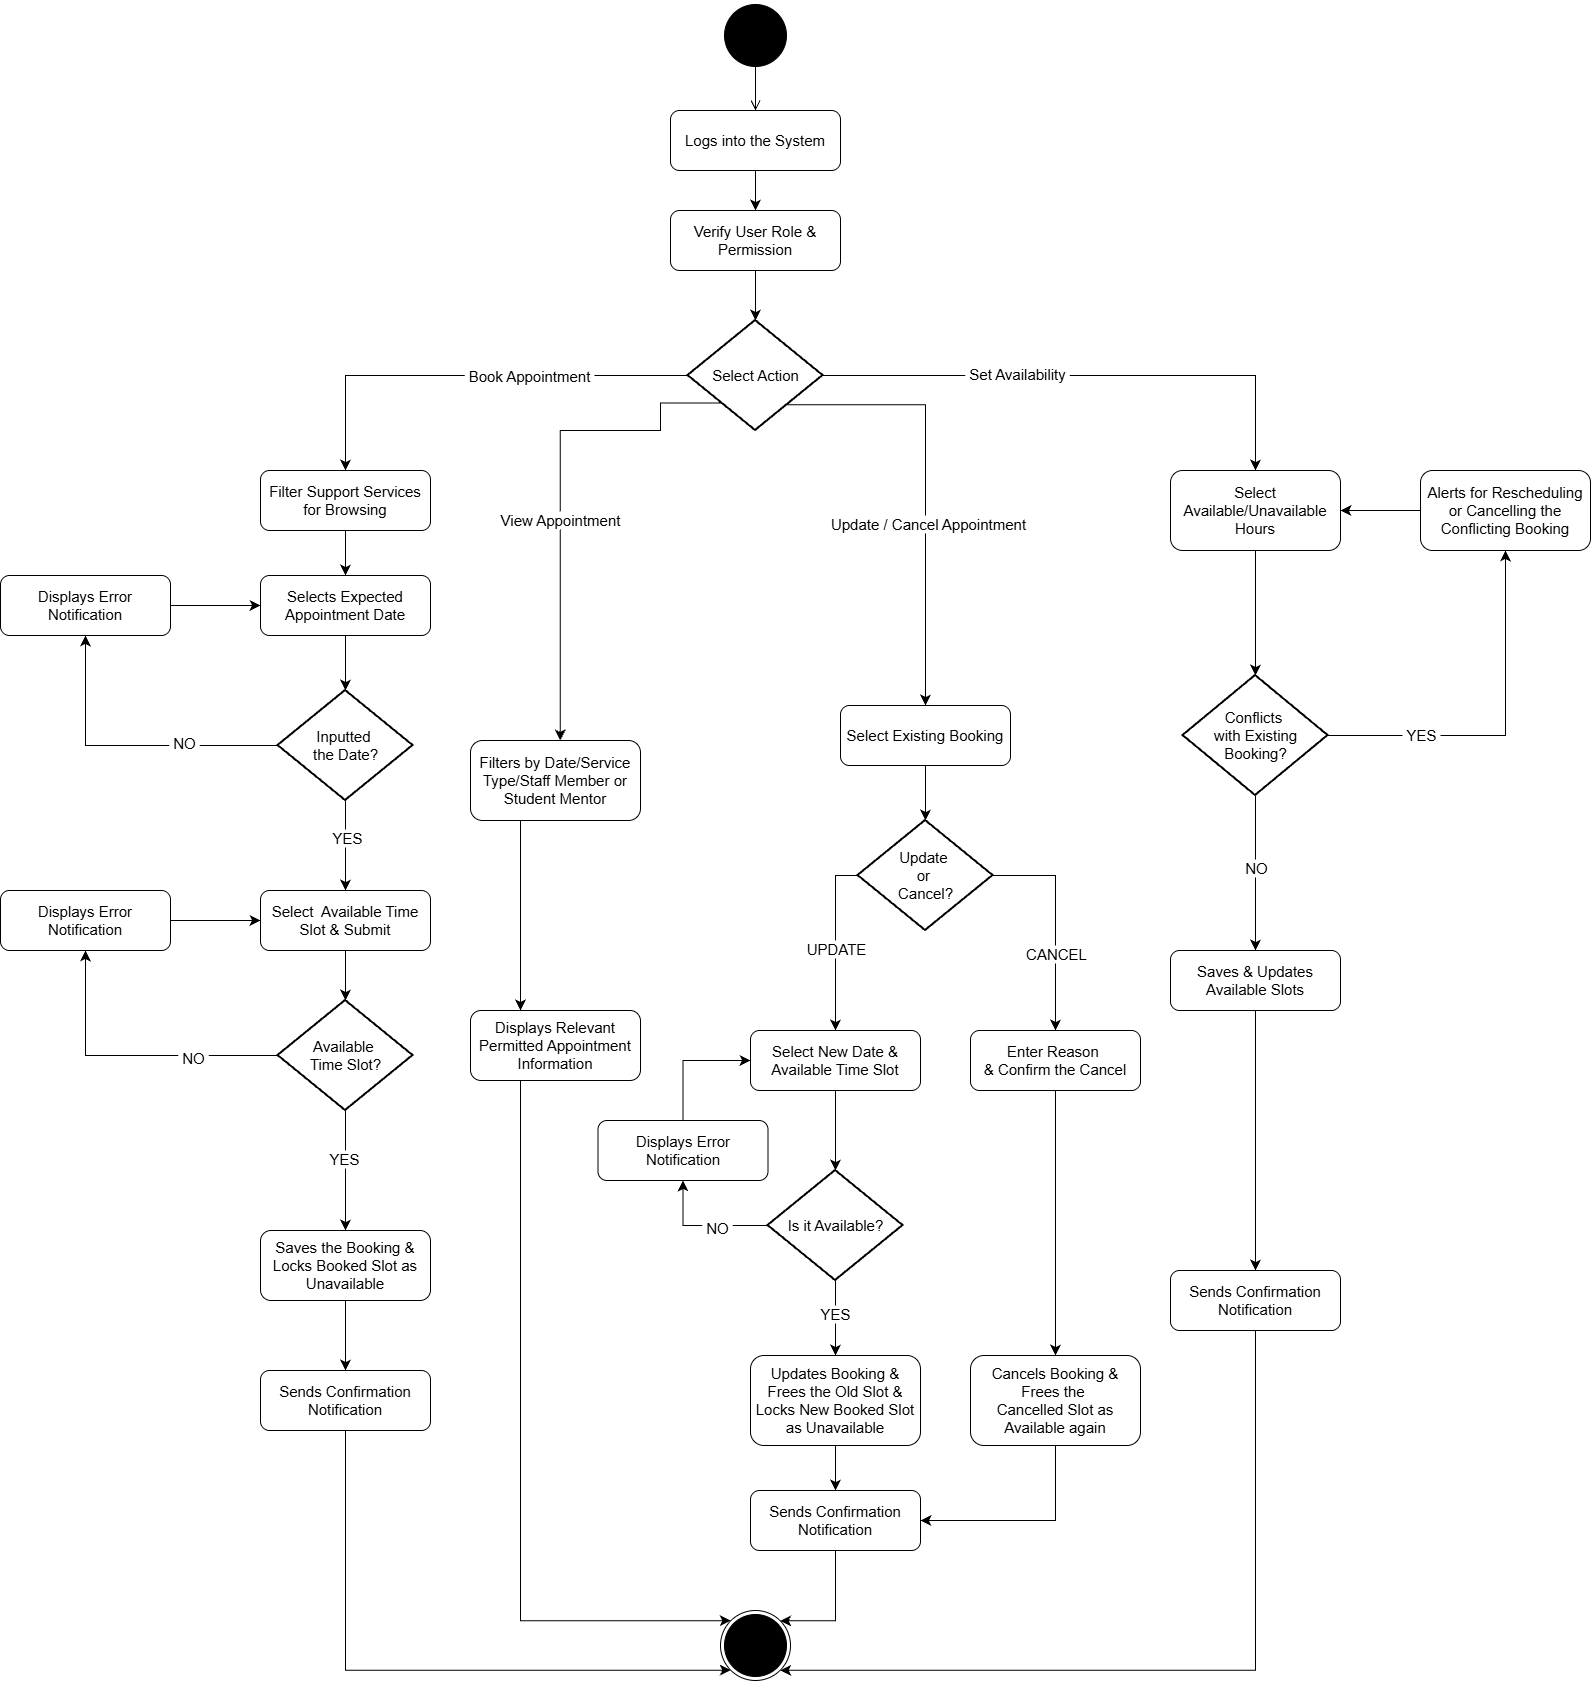 Logs into the System
Verify User Role &
Permission
Select Action
Book Appointment
View Appointment
Update / Cancel Appointment
Set Availability
Filter Support Services
for Browsing
Selects Expected
Appointment Date
Displays Error
Notification
Inputted
the Date?
NO
YES
Select Available Time
Slot & Submit
Displays Error
Notification
Available
Time Slot?
NO
YES
Saves the Booking &
Locks Booked Slot as
Unavailable
Sends Confirmation
Notification
Filters by Date/Service
Type/Staff Member or
Student Mentor
Displays Relevant
Permitted Appointment
Information
Select Existing Booking
Update
or
Cancel?
UPDATE
CANCEL
Select New Date &
Available Time Slot
Displays Error
Notification
Is it Available?
NO
YES
Updates Booking &
Frees the Old Slot &
Locks New Booked Slot
as Unavailable
Enter Reason
& Confirm the Cancel
Cancels Booking &
Frees the
Cancelled Slot as
Available again
Sends Confirmation
Notification
Select
Available/Unavailable
Hours
Alerts for Rescheduling
or Cancelling the
Conflicting Booking
Conflicts
with Existing
Booking?
YES
NO
Saves & Updates
Available Slots
Sends Confirmation
Notification